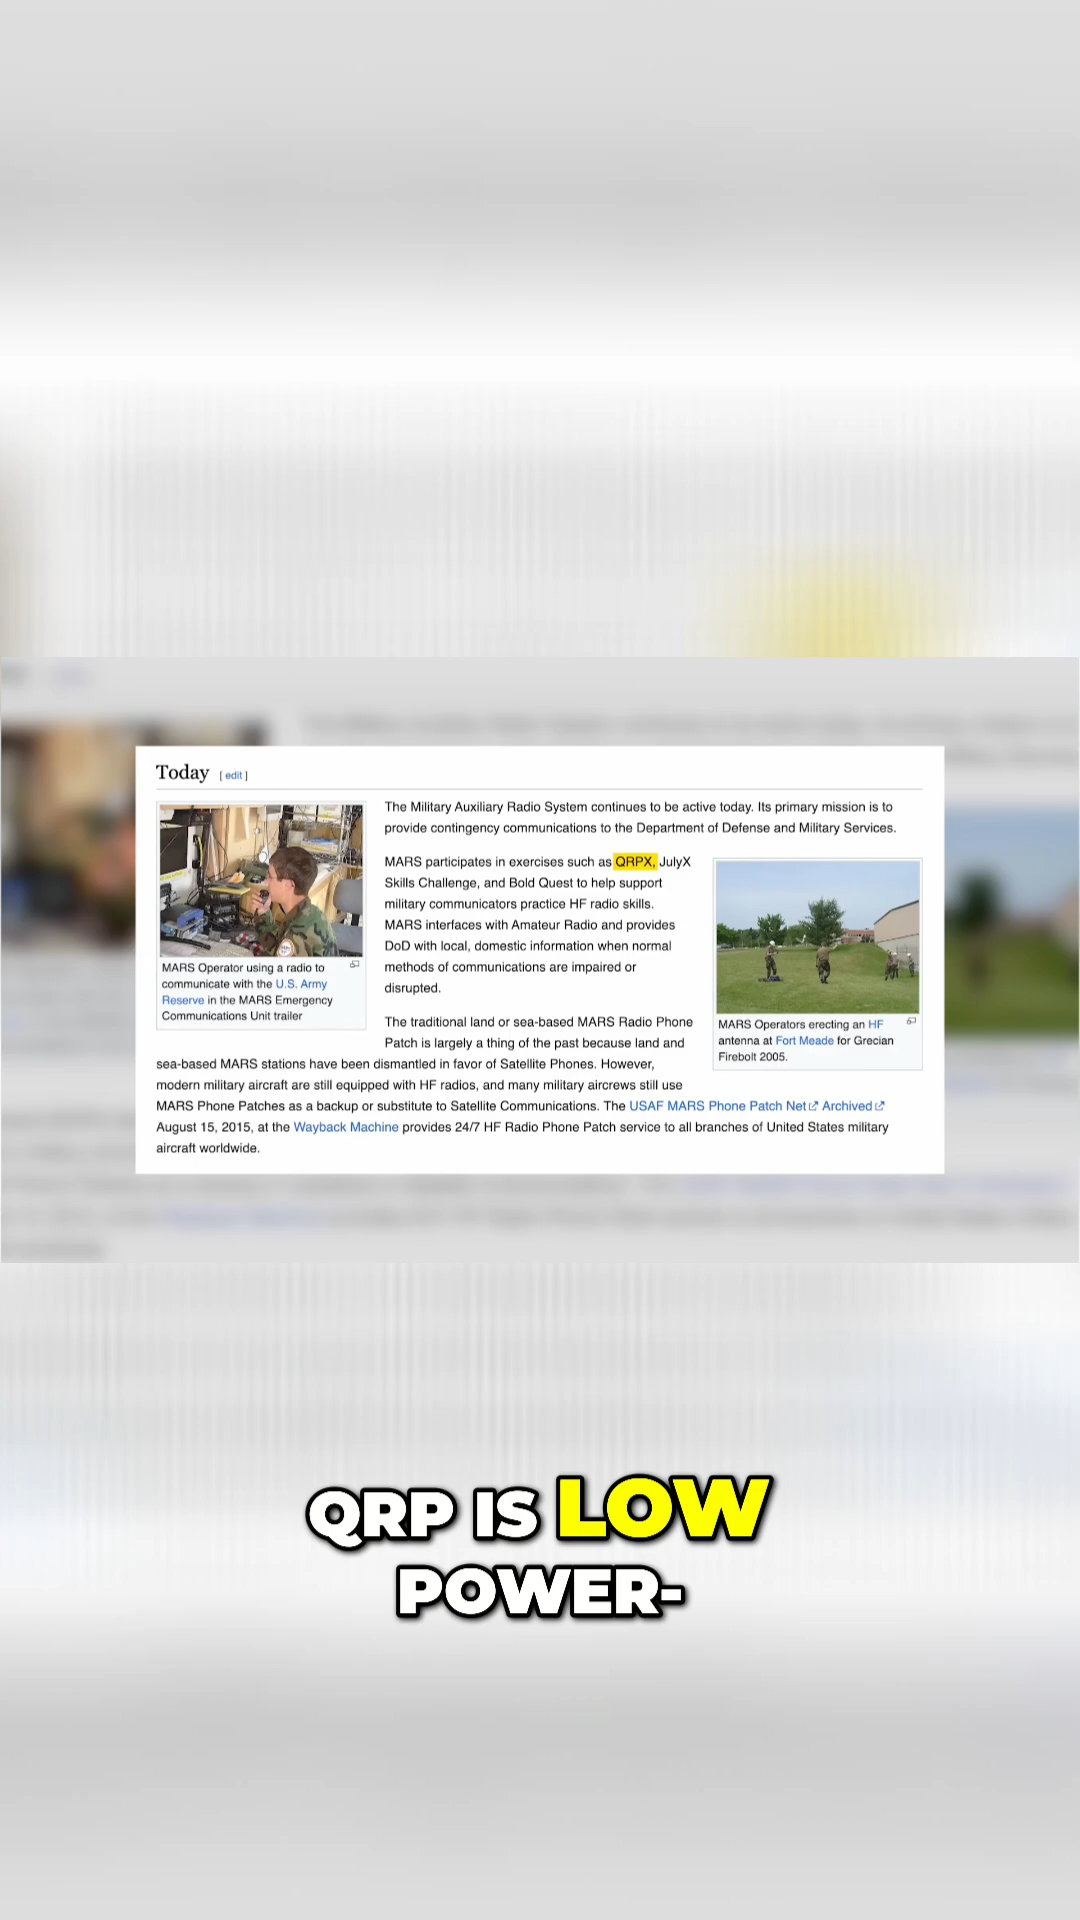 Today [ edit ]
MARS Operator using a radio to
communicate with the U.S. Army
Reserve in the MARS Emergency
Communications Unit trailer
The Military Auxiliary Radio System continues to be active today. Its primary mission is to
provide contingency communications to the Department of Defense and Military Services.
MARS participates in exercises such as QRPX, JulyX
Skills Challenge, and Bold Quest to help support
military communicators practice HF radio skills.
MARS interfaces with Amateur Radio and provides
DoD with local, domestic information when normal
methods of communications are impaired or
disrupted.
MARS Operators erecting an HF
antenna at Fort Meade for Grecian
Firebolt 2005.
The traditional land or sea-based MARS Radio Phone
Patch is largely a thing of the past because land and
sea-based MARS stations have been dismantled in favor of Satellite Phones. However,
modern military aircraft are still equipped with HF radios, and many military aircrews still use
MARS Phone Patches as a backup or substitute to Satellite Communications. The USAF MARS Phone Patch Net Archived
August 15, 2015, at the Wayback Machine provides 24/7 HF Radio Phone Patch service to all branches of United States military
aircraft worldwide.
QRP IS LOW
POWER-